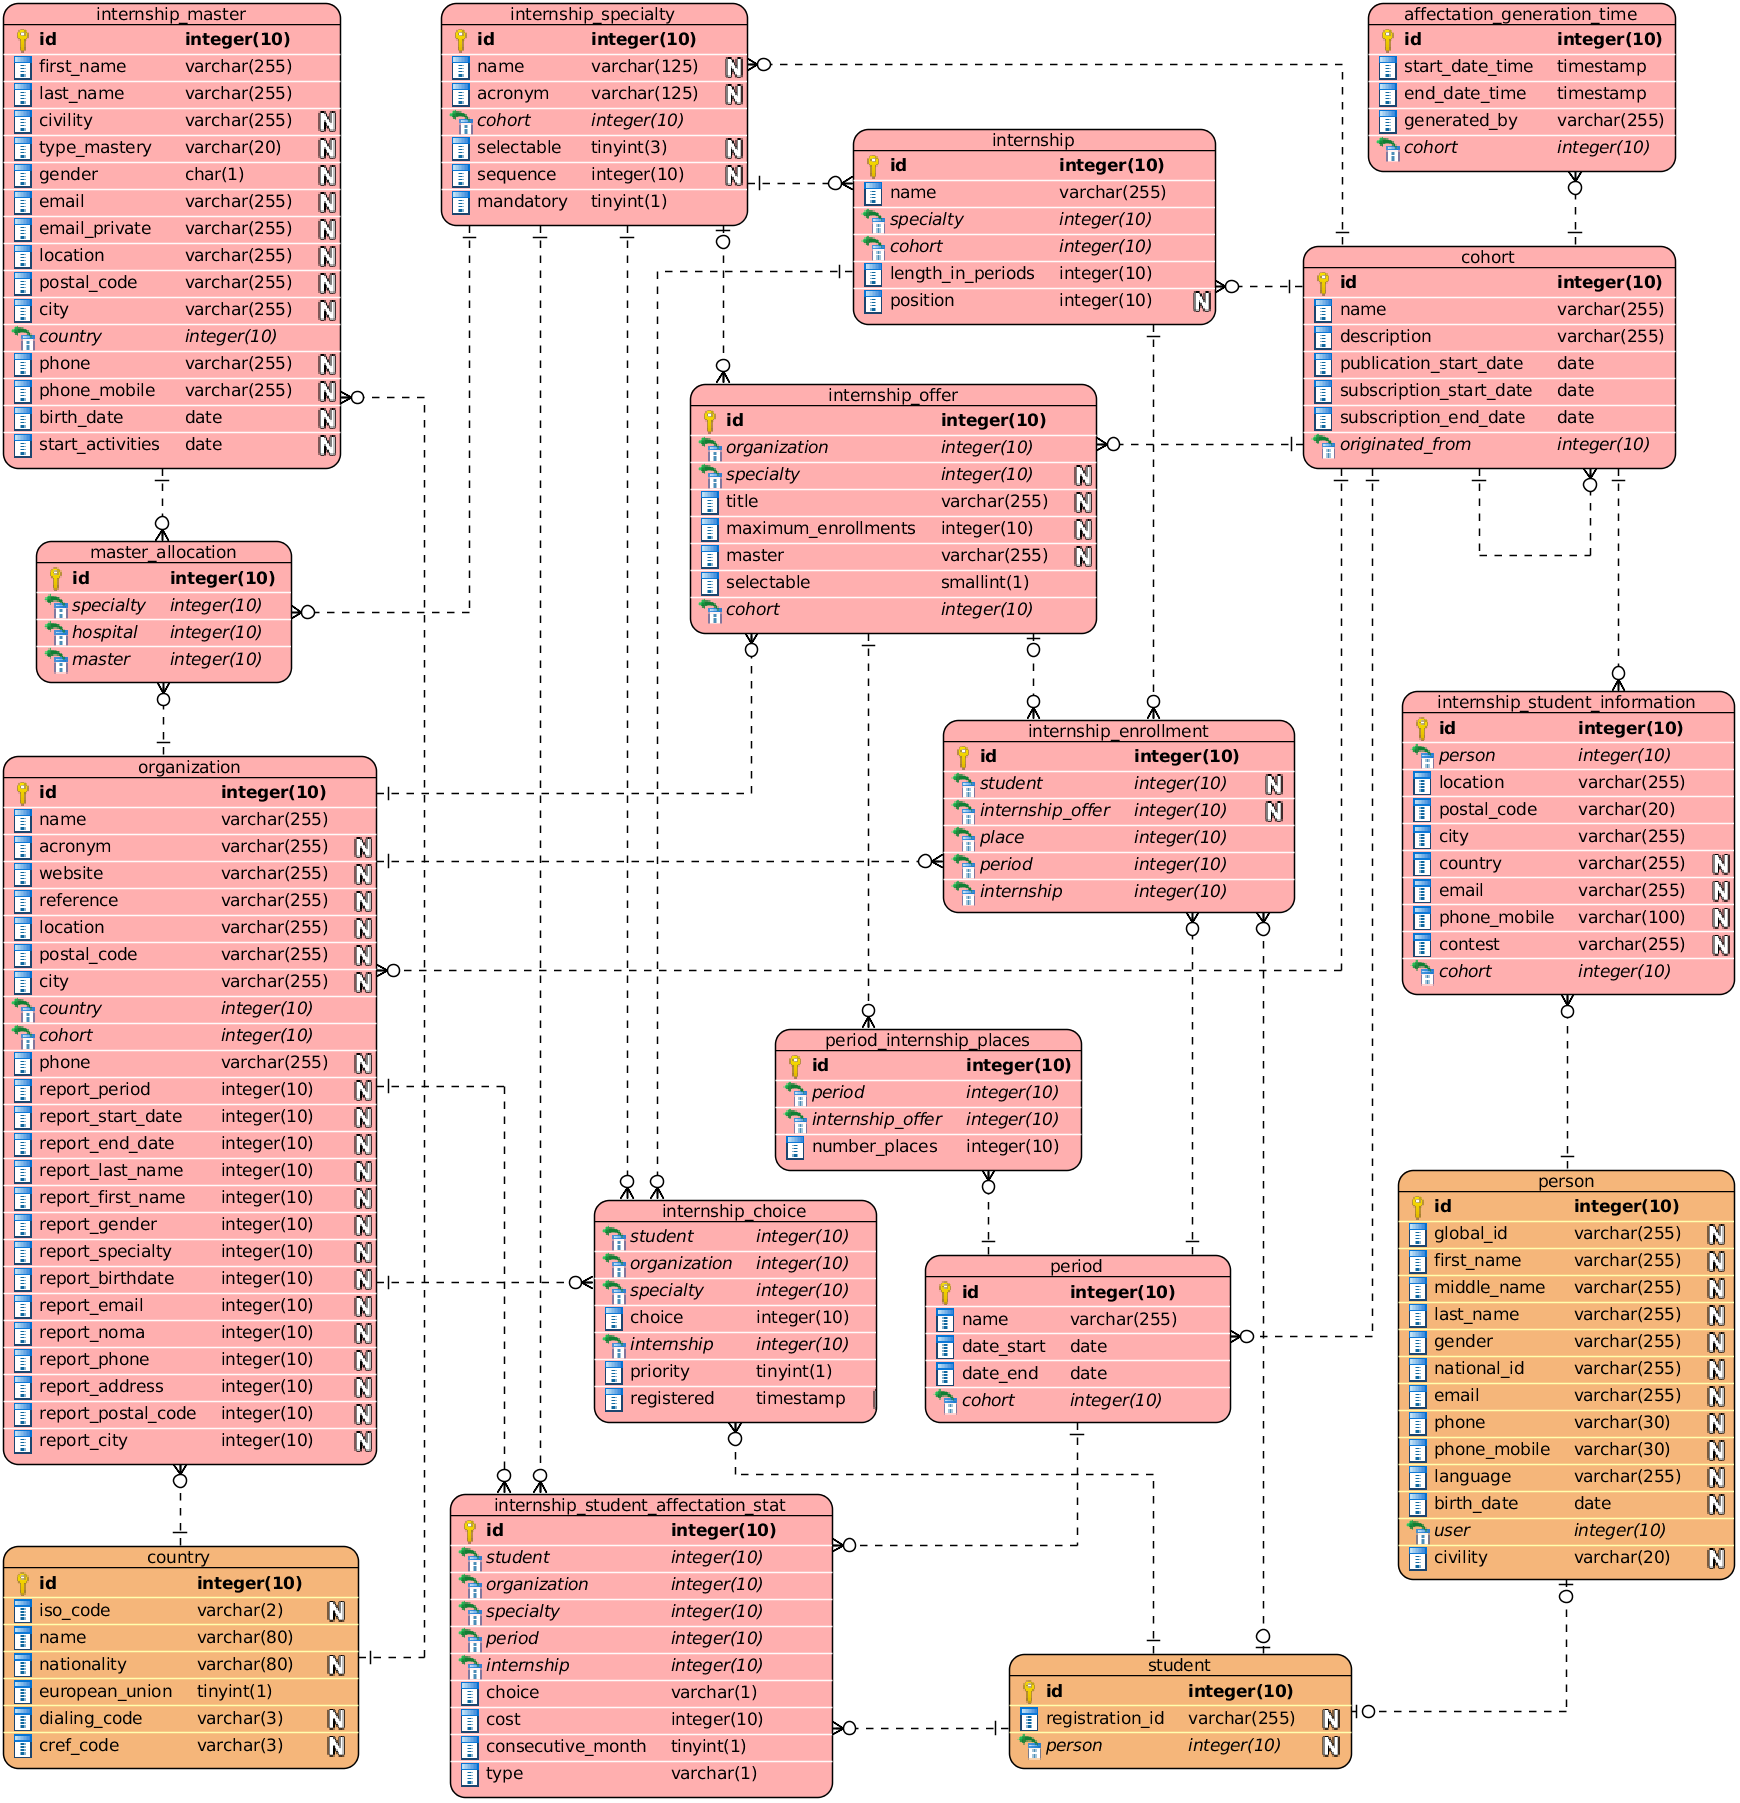 internship_master
id integer(10)
first_name varchar(255)
last_name varchar(255)
civility varchar(255) N
type_mastery varchar(20) N
gender char(1) N
email varchar(255) N
email_private varchar(255) N
location varchar(255) N
postal_code varchar(255) N
city varchar(255) N
country integer(10)
phone varchar(255) N
phone_mobile varchar(255) N
birth_date date N
start_activities date N
internship_specialty
id integer(10)
name varchar(125) N
acronym varchar(125) N
cohort integer(10)
selectable tinyint(3) N
sequence integer(10) N
mandatory tinyint(1)
affectation_generation_time
id integer(10)
start_date_time timestamp
end_date_time timestamp
generated_by varchar(255)
cohort integer(10)
internship
id integer(10)
name varchar(255)
specialty integer(10)
cohort integer(10)
length_in_periods integer(10)
position integer(10) N
cohort
id integer(10)
name varchar(255)
description varchar(255)
publication_start_date date
subscription_start_date date
subscription_end_date date
originated_from integer(10)
internship_offer
id integer(10)
organization integer(10)
specialty integer(10) N
title varchar(255) N
maximum_enrollments integer(10) N
master varchar(255) N
selectable smallint(1)
cohort integer(10)
master_allocation
id integer(10)
specialty integer(10)
hospital integer(10)
master integer(10)
internship_student_information
id integer(10)
person integer(10)
location varchar(255)
postal_code varchar(20)
city varchar(255)
country varchar(255) N
email varchar(255) N
phone_mobile varchar(100) N
contest varchar(255) N
cohort integer(10)
internship_enrollment
id integer(10)
student integer(10) N
internship_offer integer(10) N
place integer(10)
period integer(10)
internship integer(10)
organization
id integer(10)
name varchar(255)
acronym varchar(255) N
website varchar(255) N
reference varchar(255) N
location varchar(255) N
postal_code varchar(255) N
city varchar(255) N
country integer(10)
cohort integer(10)
phone varchar(255) N
report_period integer(10) N
report_start_date integer(10) N
report_end_date integer(10) N
report_last_name integer(10) N
report_first_name integer(10) N
report_gender integer(10) N
report_specialty integer(10) N
report_birthdate integer(10) N
report_email integer(10) N
report_noma integer(10) N
report_phone integer(10) N
report_address integer(10) N
report_postal_code integer(10) N
report_city integer(10) N
period_internship_places
id integer(10)
period integer(10)
internship_offer integer(10)
number_places integer(10)
internship_choice
student integer(10)
organization integer(10)
specialty integer(10)
choice integer(10)
internship integer(10)
priority tinyint(1)
registered timestamp
period
id integer(10)
name varchar(255)
date_start date
date_end date
cohort integer(10)
person
id integer(10)
global_id varchar(255) N
first_name varchar(255) N
middle_name varchar(255) N
last_name varchar(255) N
gender varchar(255) N
national_id varchar(255) N
email varchar(255) N
phone varchar(30) N
phone_mobile varchar(30) N
language varchar(255) N
birth_date date N
user integer(10)
civility varchar(20) N
internship_student_affectation_stat
id integer(10)
student integer(10)
organization integer(10)
specialty integer(10)
period integer(10)
internship integer(10)
choice varchar(1)
cost integer(10)
consecutive_month tinyint(1)
type varchar(1)
country
id integer(10)
iso_code varchar(2) N
name varchar(80)
nationality varchar(80) N
european_union tinyint(1)
dialing_code varchar(3) N
cref_code varchar(3) N
student
id integer(10)
registration_id varchar(255) N
person integer(10) N